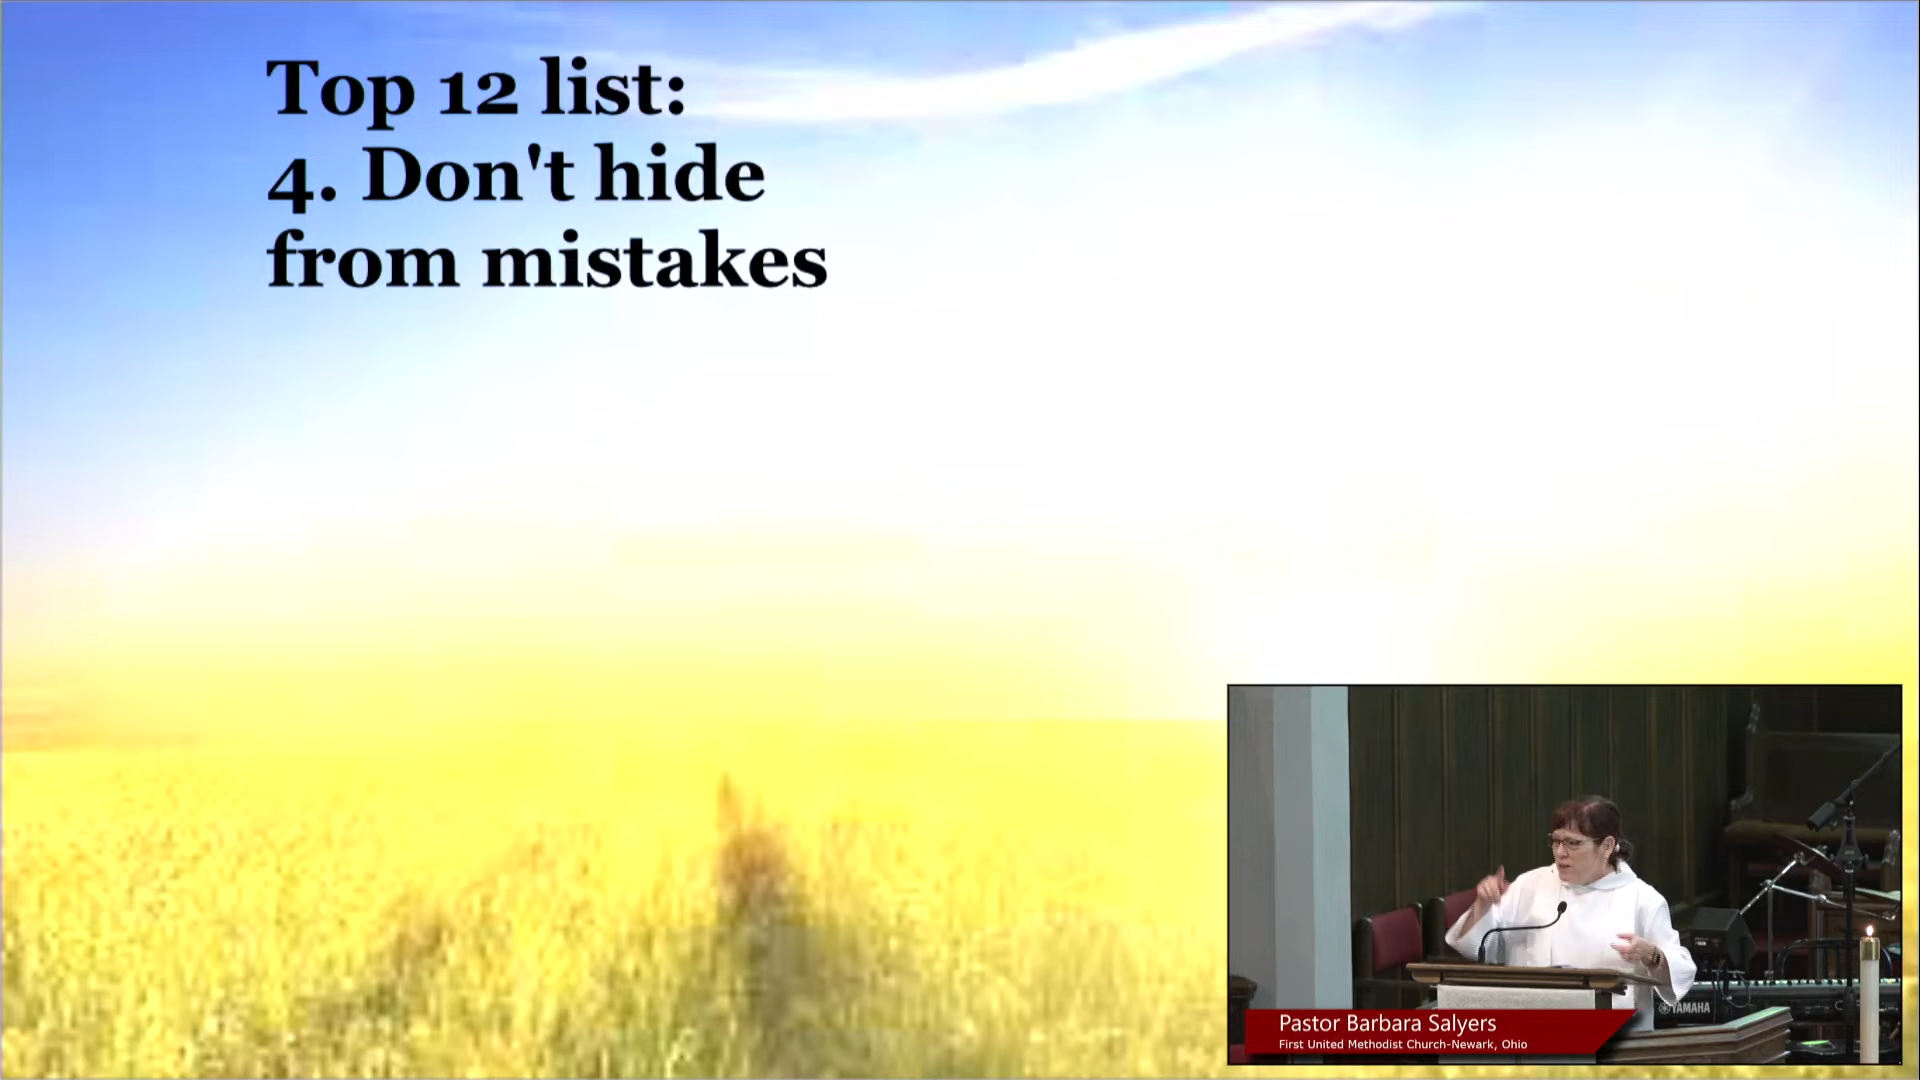 Top 12 list:
4. Don't hide
from mistakes
YAMAHA
Pastor Barbara Salyers
First United Methodist Church-Newark, Ohio